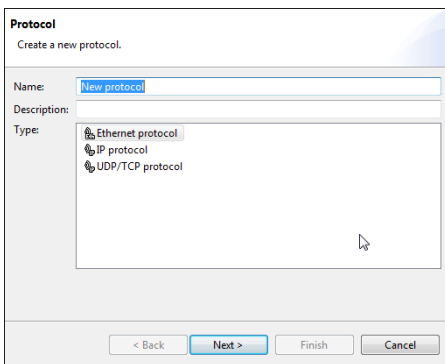 Protocol
Create a new protocol.
Name: New protocol
Description:
Type: Ethernet protocol
IP protocol
UDP/TCP protocol
< Back Next > Finish Cancel